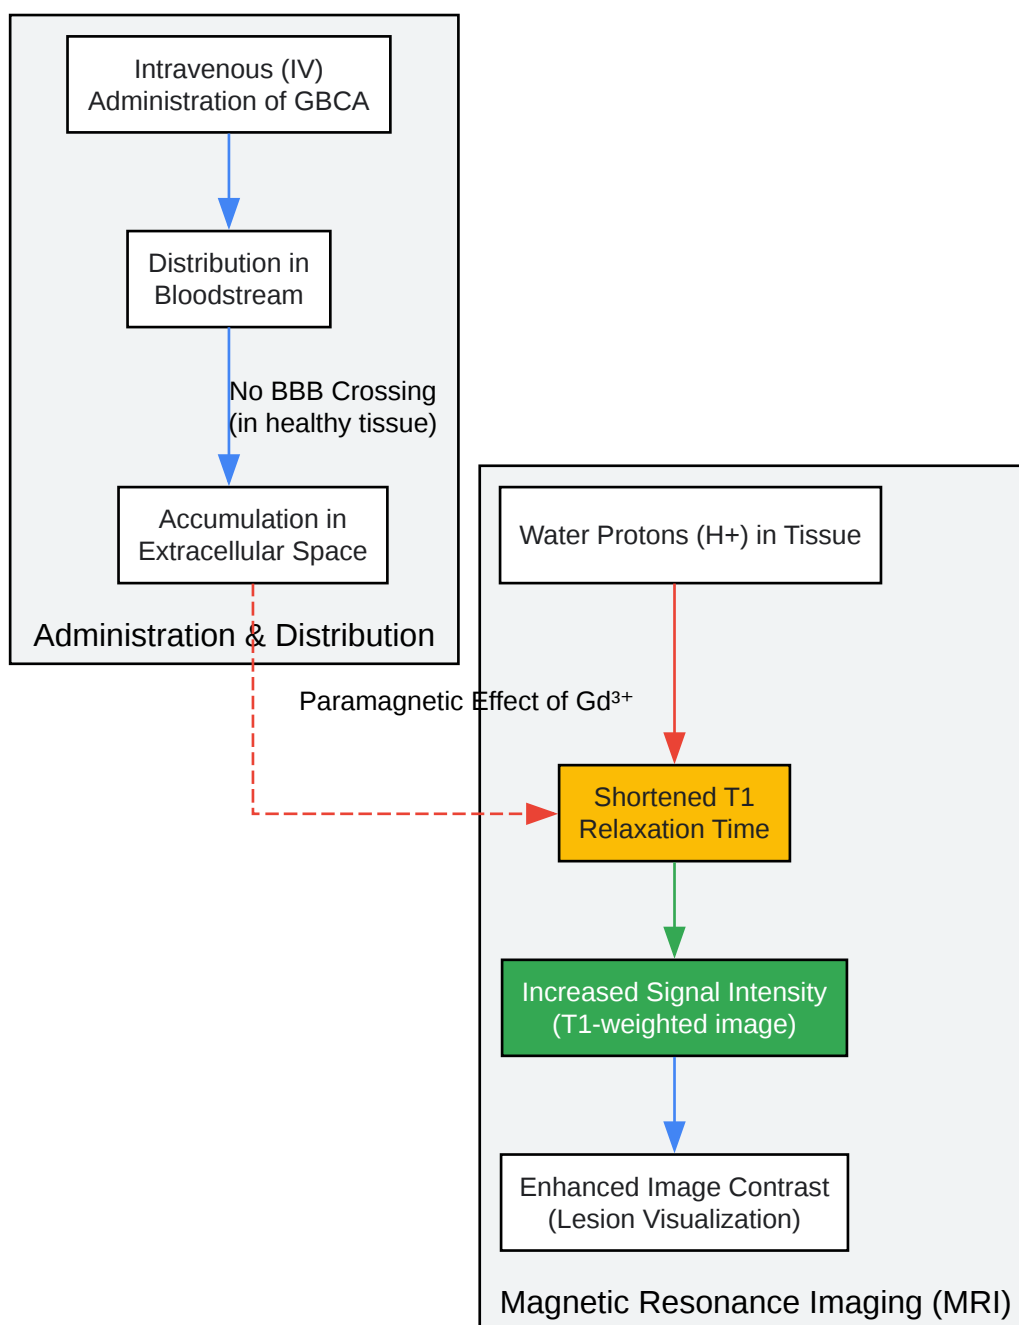 Intravenous (IV)
Administration of GBCA
Distribution in
Bloodstream
No BBB Crossing
(in healthy tissue)
Accumulation in
Extracellular Space
Administration & Distribution
Paramagnetic Effect of Gd³⁺
Water Protons (H+) in Tissue
Shortened T1
Relaxation Time
Increased Signal Intensity
(T1-weighted image)
Enhanced Image Contrast
(Lesion Visualization)
Magnetic Resonance Imaging (MRI)